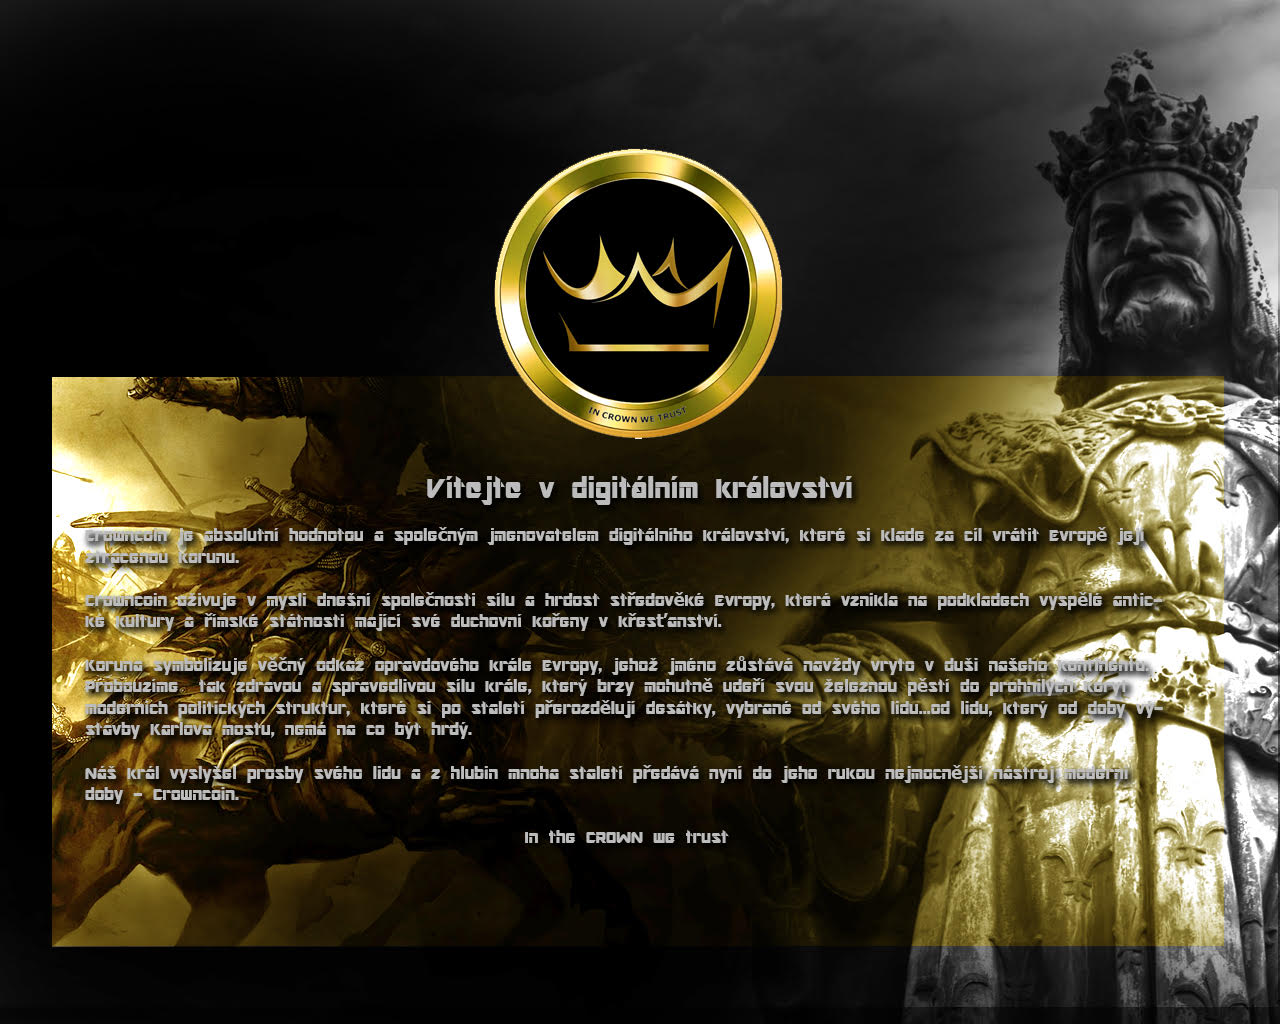 IN CROWN WE TRUST
Vítejte v digitálním království
Crowncoin je absolutní hodnotou a společným jmenovatelem digitálního království, které si klade za cíl vrátit Evropě její
ztracenou korunu.
Crowncoin oživuje v mysli dnešní společnosti sílu a hrdost středověké Evropy, která vznikla na podkladech vyspělé antic-
ké kultury a římské státnosti mající své duchovní kořeny v křesťanství.
Koruna symbolizuje věčný odkaz opravdového krále Evropy, jehož jméno zůstává navždy vryto v duši našeho kontinentu.
Probouzíme tak zdravou a spravedlivou sílu krále, který brzy mohutně udeří svou železnou pěstí do prohnilých koryt
moderních politických struktur, které si po staletí přerozdělují desátky, vybrané od svého lidu...od lidu, který od doby vý-
stavby Karlova mostu, nemá na co být hrdý.
Náš král vyslyšel prosby svého lidu a z hlubin mnoha staletí předává nyní do jeho rukou nejmocnější nástroj moderní
doby - Crowncoin.
In the CROWN we trust